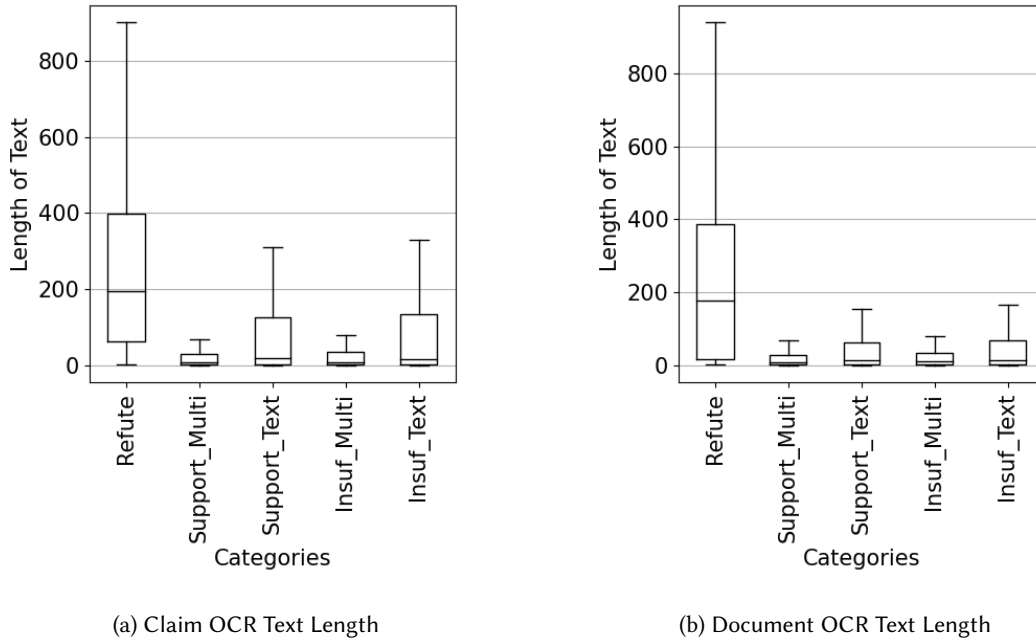 800
600
400
200
0
Length of Text
Refute
Support_Multi
Support_Text
Insuf_Multi
Insuf_Text
Categories
(a) Claim OCR Text Length
800
600
400
200
0
Length of Text
Refute
Support_Multi
Support_Text
Insuf_Multi
Insuf_Text
Categories
(b) Document OCR Text Length